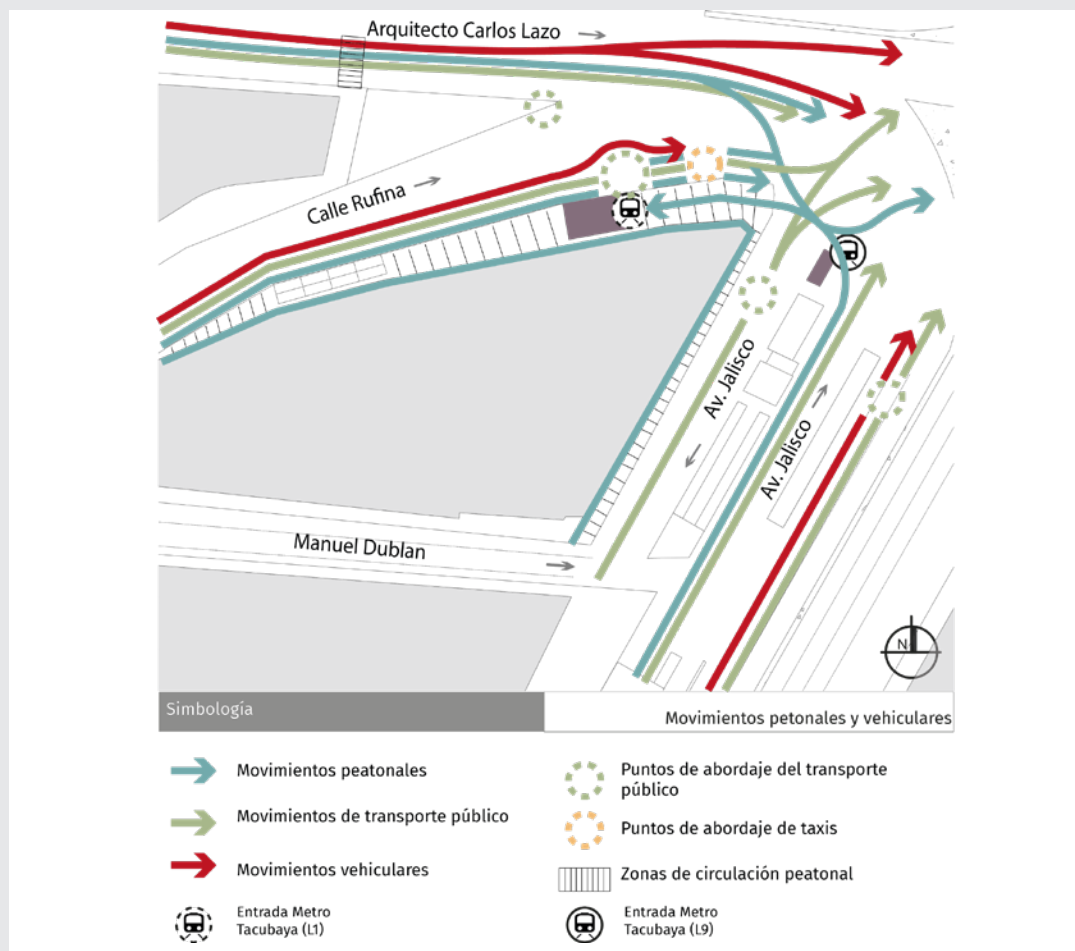 Arquitecto Carlos Lazo
Calle Rufina
Av. Jalisco
Av. Jalisco
Manuel Dublan
N
Simbología
Movimientos petonales y vehiculares
Movimientos peatonales
Movimientos de transporte público
Movimientos vehiculares
Entrada Metro
Tacubaya (L1)
Puntos de abordaje del transporte
público
Puntos de abordaje de taxis
Zonas de circulación peatonal
Entrada Metro
Tacubaya (L9)